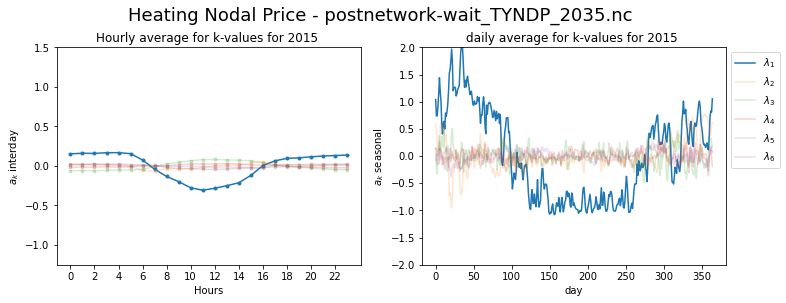 Heating Nodal Price - postnetwork-wait_TYNDP_2035.nc
Hourly average for k-values for 2015
1.5
1.0
0.5
0.0
−0.5
−1.0
a_k interday
0 2 4 6 8 10 12 14 16 18 20 22
Hours
daily average for k-values for 2015
2.0
1.5
1.0
0.5
0.0
−0.5
−1.0
−1.5
−2.0
a_k seasonal
0 50 100 150 200 250 300 350
day
λ₁
λ₂
λ₃
λ₄
λ₅
λ₆